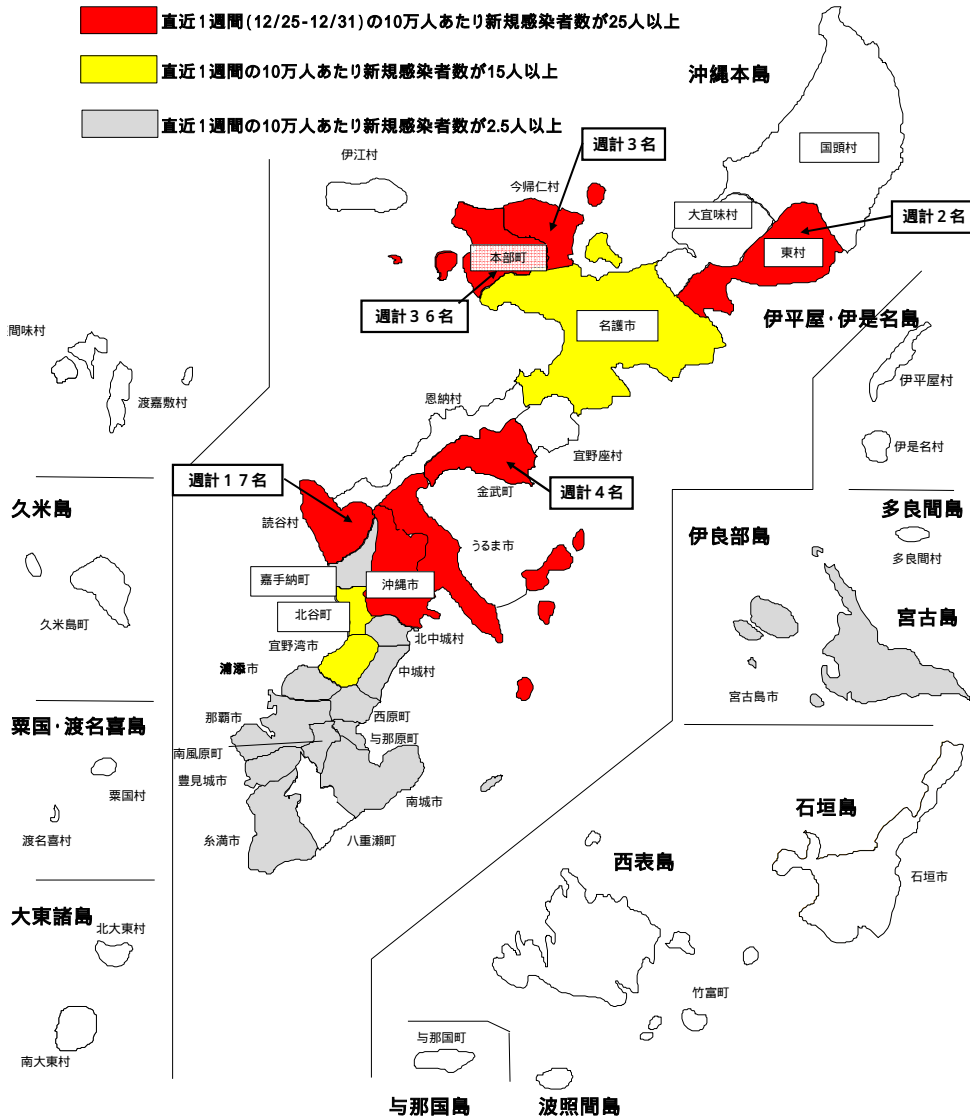 直近1週間(12/25-12/31)の10万人あたり新規感染者数が25人以上
直近1週間の10万人あたり新規感染者数が15人以上
直近1週間の10万人あたり新規感染者数が2.5人以上
沖縄本島
週計3名
国頭村
伊江村
今帰仁村
大宜味村
週計2名
東村
本部町
週計36名
名護市
伊平屋・伊是名島
間味村
渡嘉敷村
伊平屋村
恩納村
伊是名村
宜野座村
週計17名
金武町
週計4名
久米島
読谷村
うるま市
多良間島
伊良部島
多良間村
嘉手納町
沖縄市
北谷町
久米島町
宮古島
宜野湾市
北中城村
浦添市
中城村
宮古島市
那覇市
西原町
粟国・渡名喜島
南風原町
与那原町
粟国村
豊見城市
南城市
石垣島
渡名喜村
糸満市
八重瀬町
西表島
石垣市
大東諸島
北大東村
竹富町
南大東村
与那国町
与那国島
波照間島